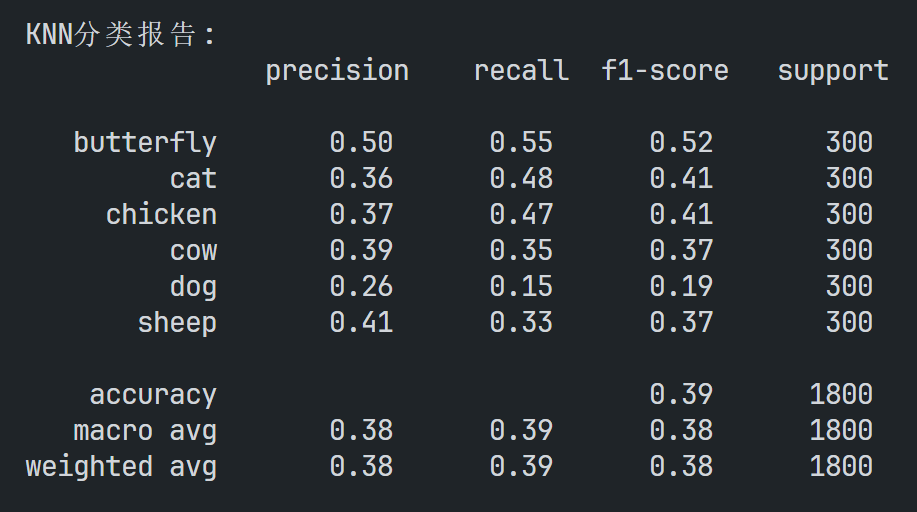 KNN分类报告:
precision recall f1-score support
butterfly 0.50 0.55 0.52 300
cat 0.36 0.48 0.41 300
chicken 0.37 0.47 0.41 300
cow 0.39 0.35 0.37 300
dog 0.26 0.15 0.19 300
sheep 0.41 0.33 0.37 300
accuracy 0.39 1800
macro avg 0.38 0.39 0.38 1800
weighted avg 0.38 0.39 0.38 1800